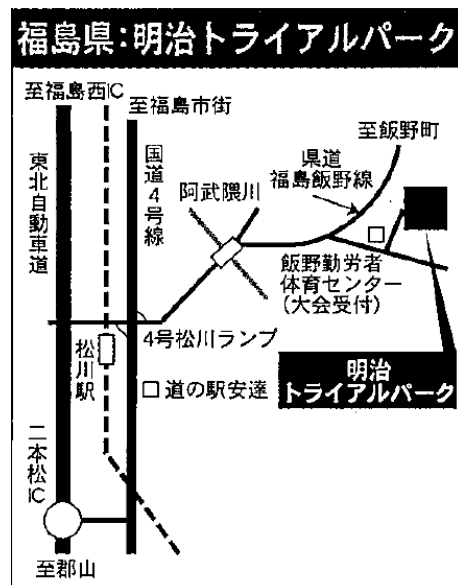 福島県:明治トライアルパーク
至福島西IC
至福島市街
至飯野町
県道
福島飯野線
東北自動車道
国道4号線
阿武隈川
飯野勤労者
体育センター
(大会受付)
4号松川ランプ
松川駅
明治
トライアルパーク
道の駅安達
二本松IC
至郡山